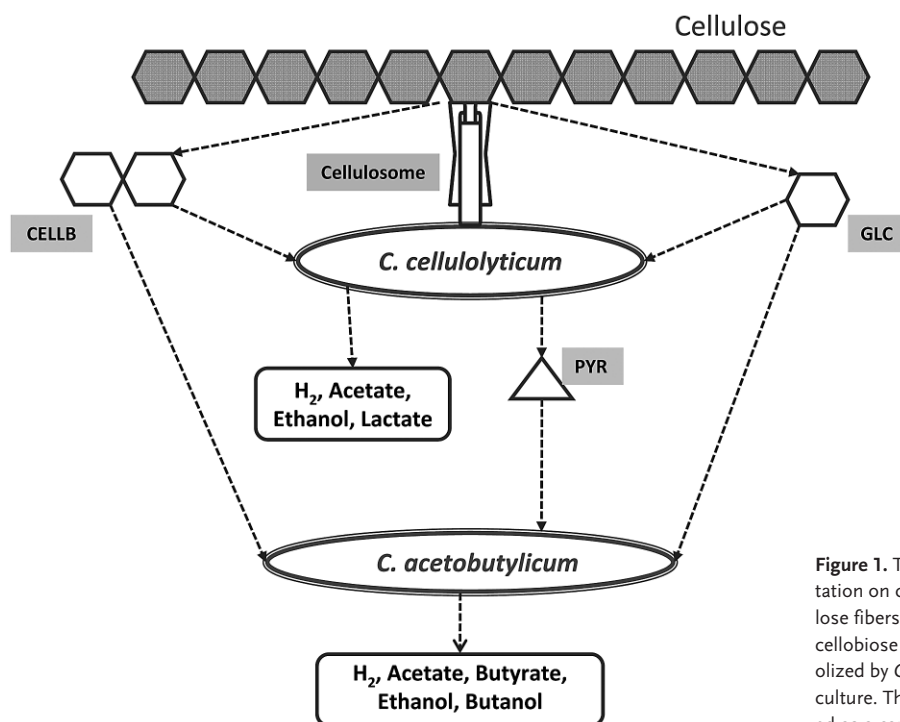 Cellulose
Cellulosome
CELLB
GLC
C. cellulolyticum
PYR
H2, Acetate,
Ethanol, Lactate
C. acetobutylicum
H2, Acetate, Butyrate,
Ethanol, Butanol
Figure 1. T
tation on c
lose fibers
cellobiose
olized by C
culture. Th